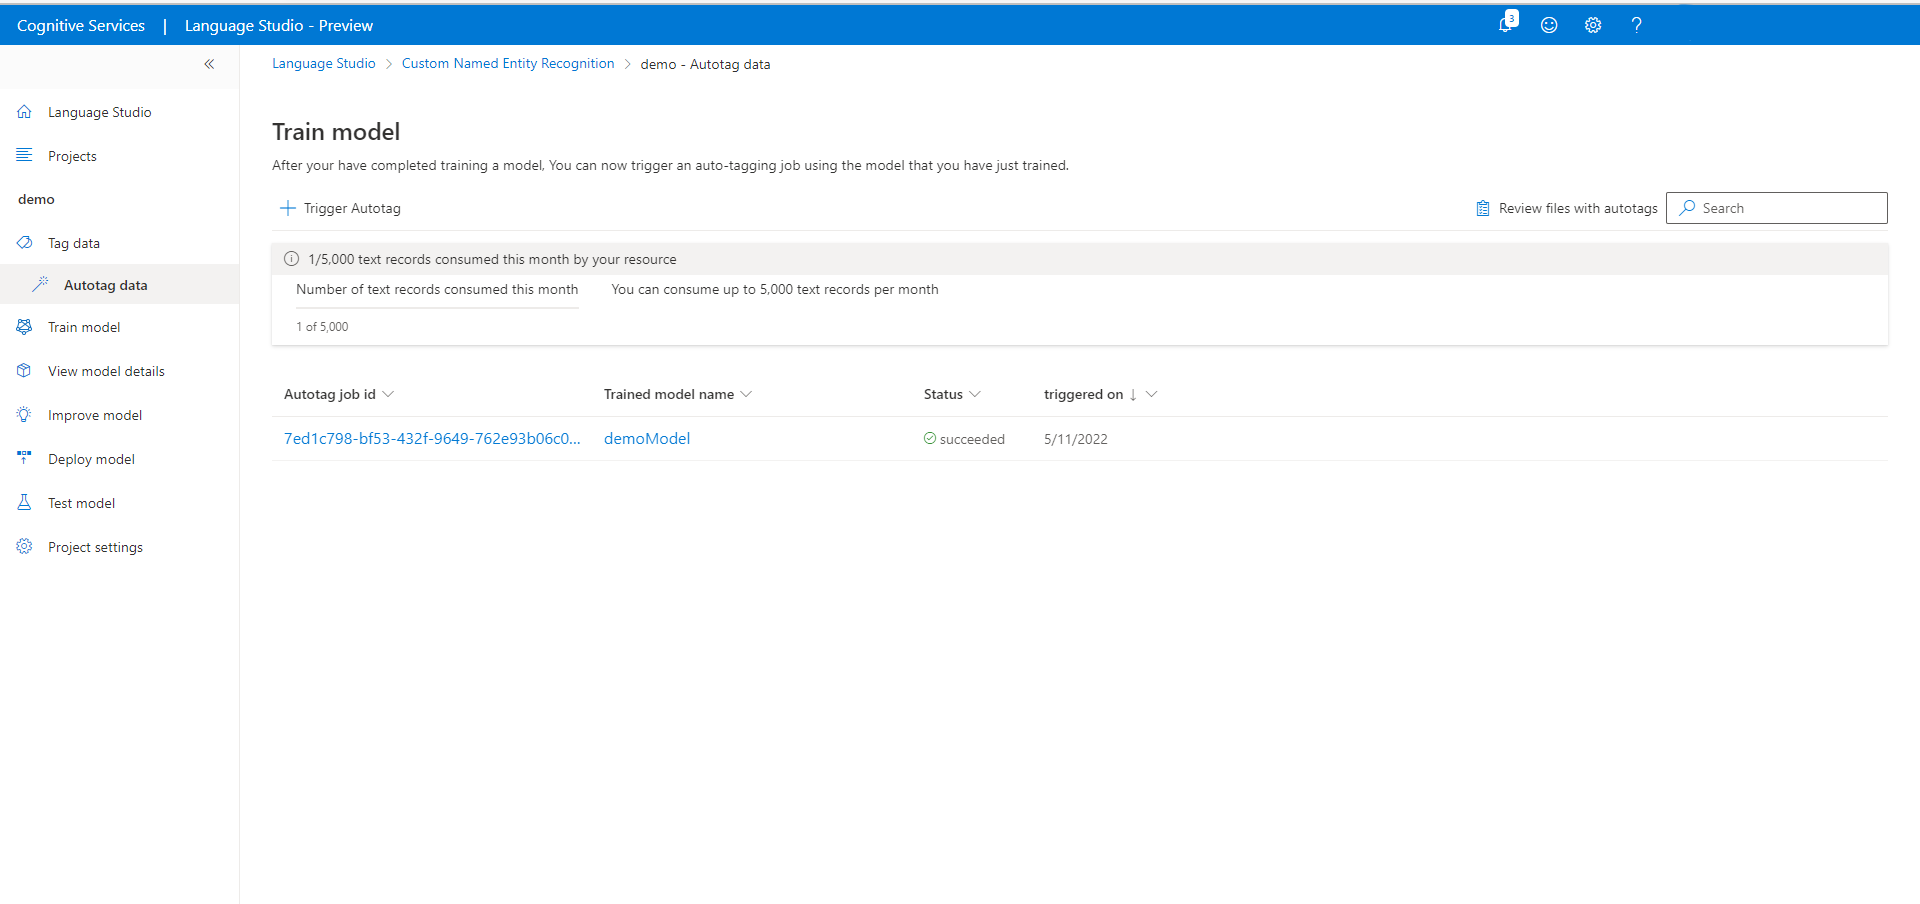 Cognitive Services | Language Studio - Preview 3 ?
Language Studio > Custom Named Entity Recognition > demo - Autotag data
Language Studio
Projects
demo
Tag data
Autotag data
Train model
View model details
Improve model
Deploy model
Test model
Project settings
Train model
After your have completed training a model, You can now trigger an auto-tagging job using the model that you have just trained.
Trigger Autotag Review files with autotags Search
1/5,000 text records consumed this month by your resource
Number of text records consumed this month You can consume up to 5,000 text records per month
1 of 5,000
Autotag job id Trained model name Status triggered on ↓
7ed1c798-bf53-432f-9649-762e93b06c0... demoModel succeeded 5/11/2022